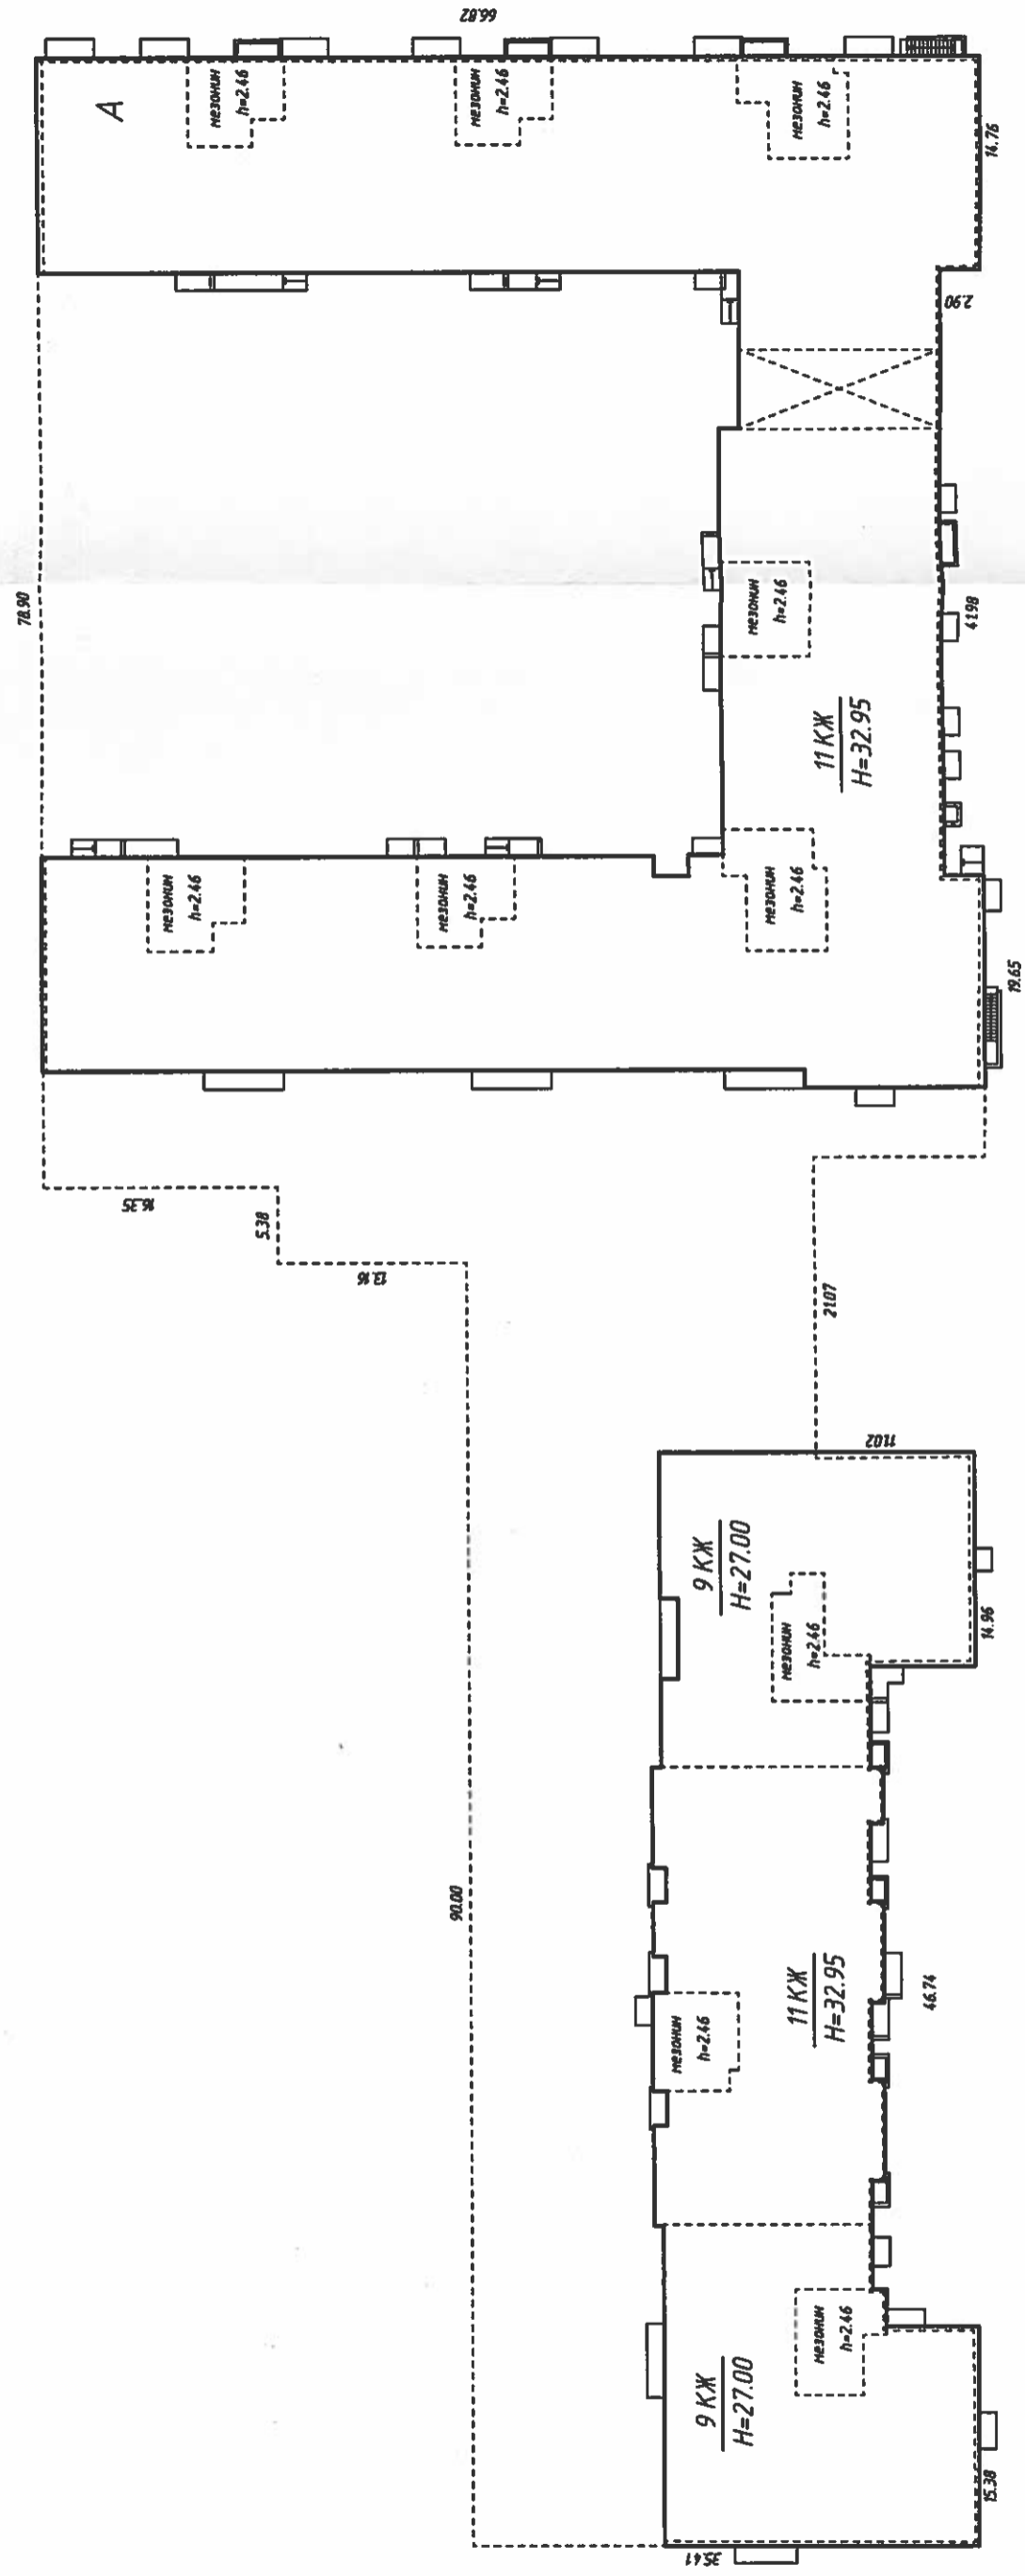 66.82
А
мезонин
h=2.46
мезонин
h=2.46
мезонин
h=2.46
14.76
2.90
78.90
мезонин
h=2.46
41.98
11 КЖ
H=32.95
мезонин
h=2.46
мезонин
h=2.46
мезонин
h=2.46
19.65
16.35
5.38
13.16
21.07
11.02
9 КЖ
H=27.00
мезонин
h=2.46
14.96
90.00
11 КЖ
H=32.95
мезонин
h=2.46
46.74
9 КЖ
H=27.00
мезонин
h=2.46
15.38
35.41